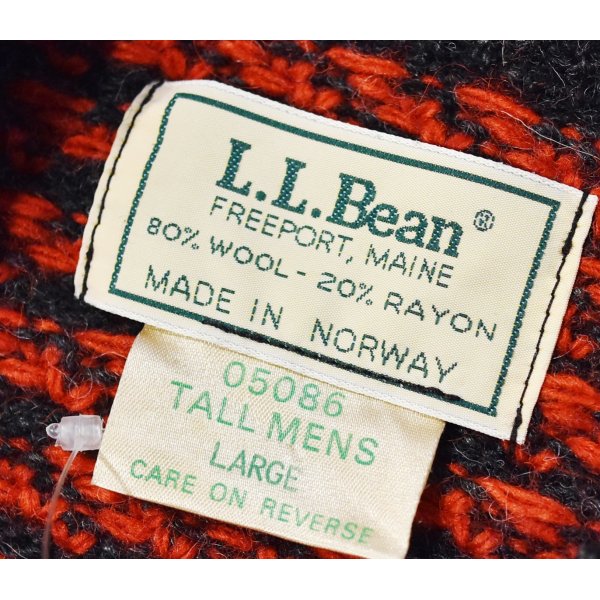 L.L.Bean®
FREEPORT, MAINE
80% WOOL - 20% RAYON
MADE IN NORWAY
05086
TALL MENS
LARGE
CARE ON REVERSE